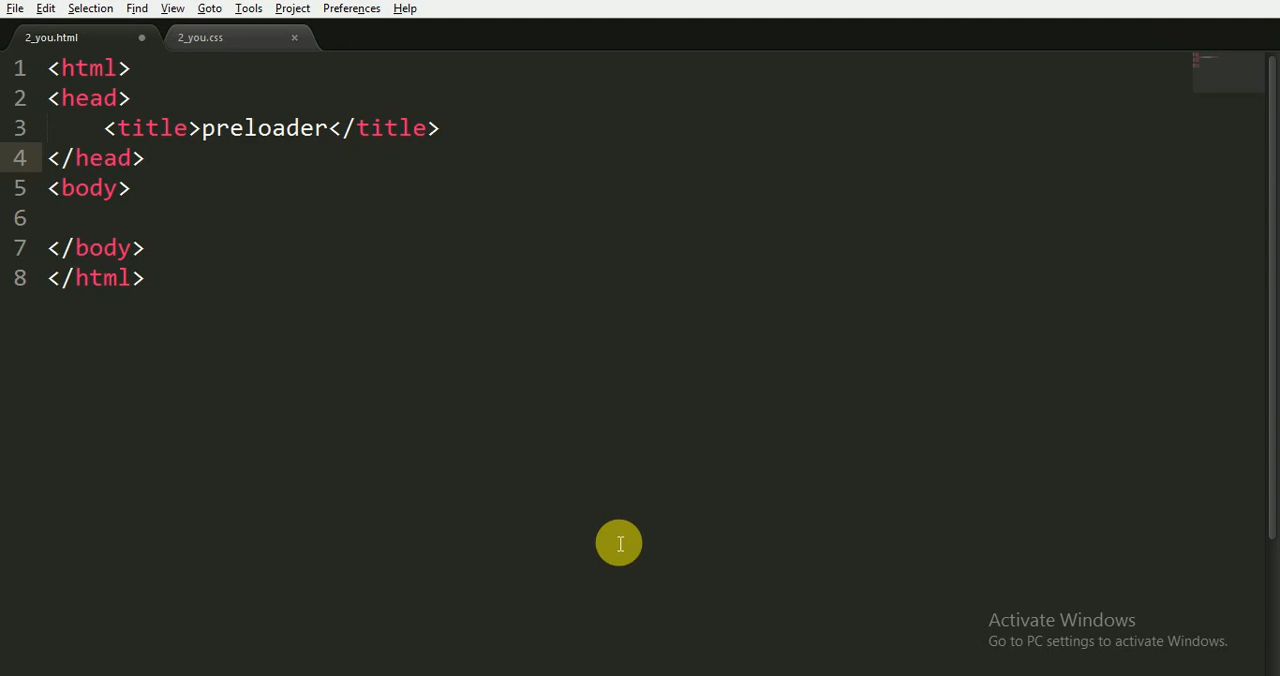 File Edit Selection Find View Goto Tools Project Preferences Help
2_you.html 2_you.css
1 <html>
2 <head>
3 <title>preloader</title>
4 </head>
5 <body>
6
7 </body>
8 </html>
Activate Windows
Go to PC settings to activate Windows.